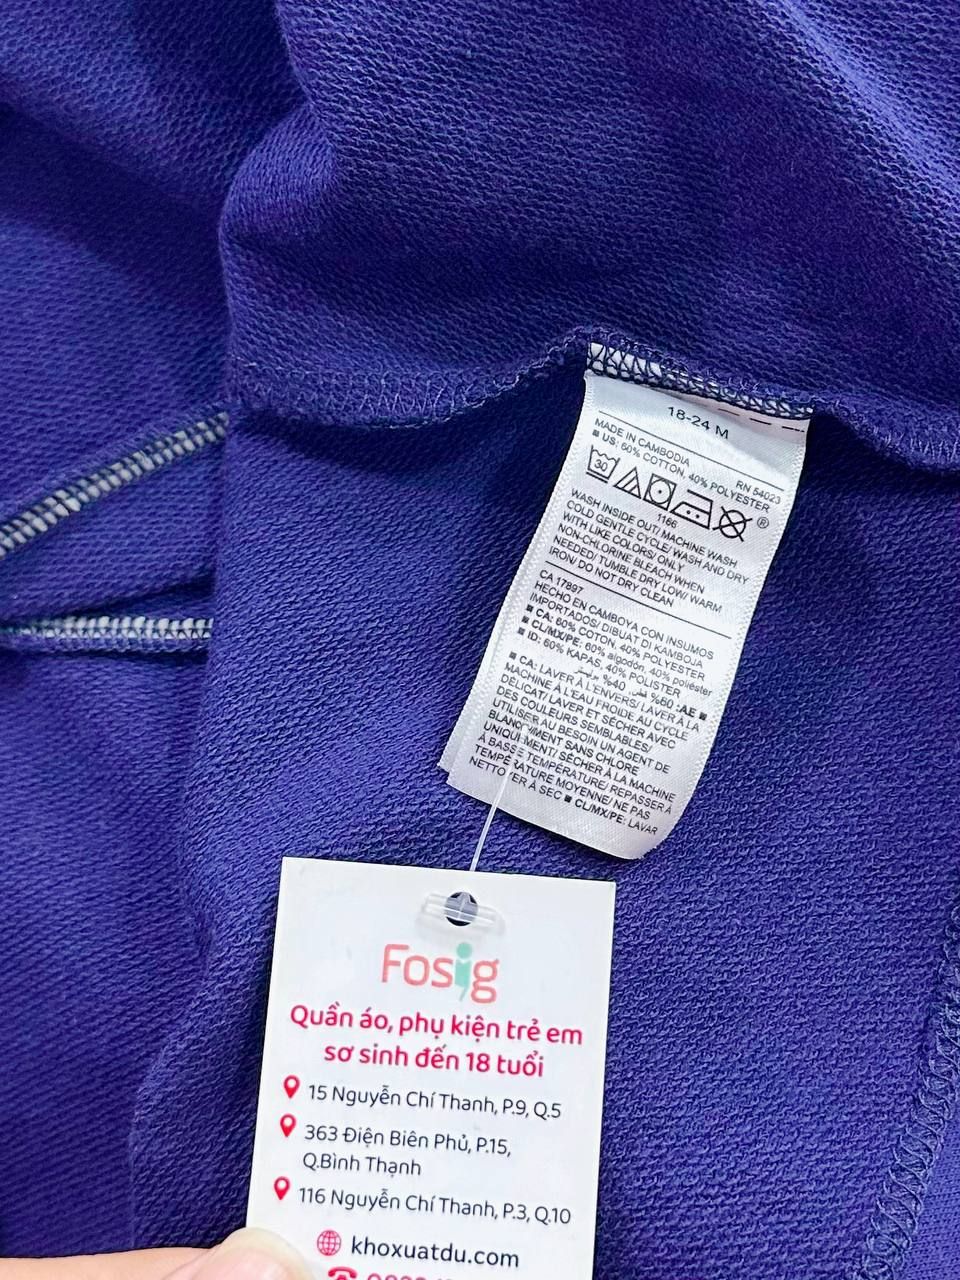 18-24 M
MADE IN CAMBODIA
RN 54023
■ US: 60% COTTON, 40% POLYESTER
30
®
1166
WASH INSIDE OUT/ MACHINE WASH
COLD GENTLE CYCLE/ WASH AND DRY
WITH LIKE COLORS/ ONLY
NON-CHLORINE BLEACH WHEN
NEEDED/ TUMBLE DRY LOW/ WARM
IRON/ DO NOT DRY CLEAN
CA 17897
HECHO EN CAMBOYA CON INSUMOS
IMPORTADOS/ DIBUAT DI KAMBOJA
■ CA: 60% COTON, 40% POLYESTER
■ CL/MX/PE: 60% algodón, 40% poliéster
■ ID: 60% KAPAS, 40% POLISTER
■ AE: 60% قطن, 40% بوليستر
■ CA: LAVER À L'ENVERS/ LAVER À LA
MACHINE À L'EAU FROIDE AU CYCLE
DÉLICAT/ LAVER ET SÉCHER AVEC
DES COULEURS SEMBLABLES/
UTILISER AU BESOIN UN AGENT DE
BLANCHIMENT SANS CHLORE
UNIQUEMENT/ SÉCHER À LA MACHINE
À BASSE TEMPÉRATURE/ REPASSER À
TEMPÉRATURE MOYENNE/ NE PAS
NETTOYER À SEC ■ CL/MX/PE: LAVAR
Fosig
Quần áo, phụ kiện trẻ em
sơ sinh đến 18 tuổi
15 Nguyễn Chí Thanh, P.9, Q.5
363 Điện Biên Phủ, P.15,
Q.Bình Thạnh
116 Nguyễn Chí Thanh, P.3, Q.10
khoxuatdu.com